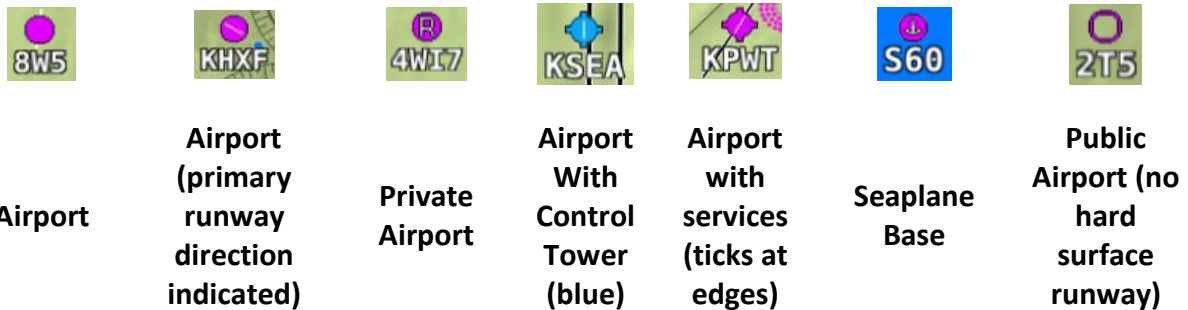 8W5
KHXF
R
4WI7
KSEA
KPWT
S60
2T5
Airport
Airport
(primary
runway
direction
indicated)
Private
Airport
Airport
With
Control
Tower
(blue)
Airport
with
services
(ticks at
edges)
Seaplane
Base
Public
Airport (no
hard
surface
runway)